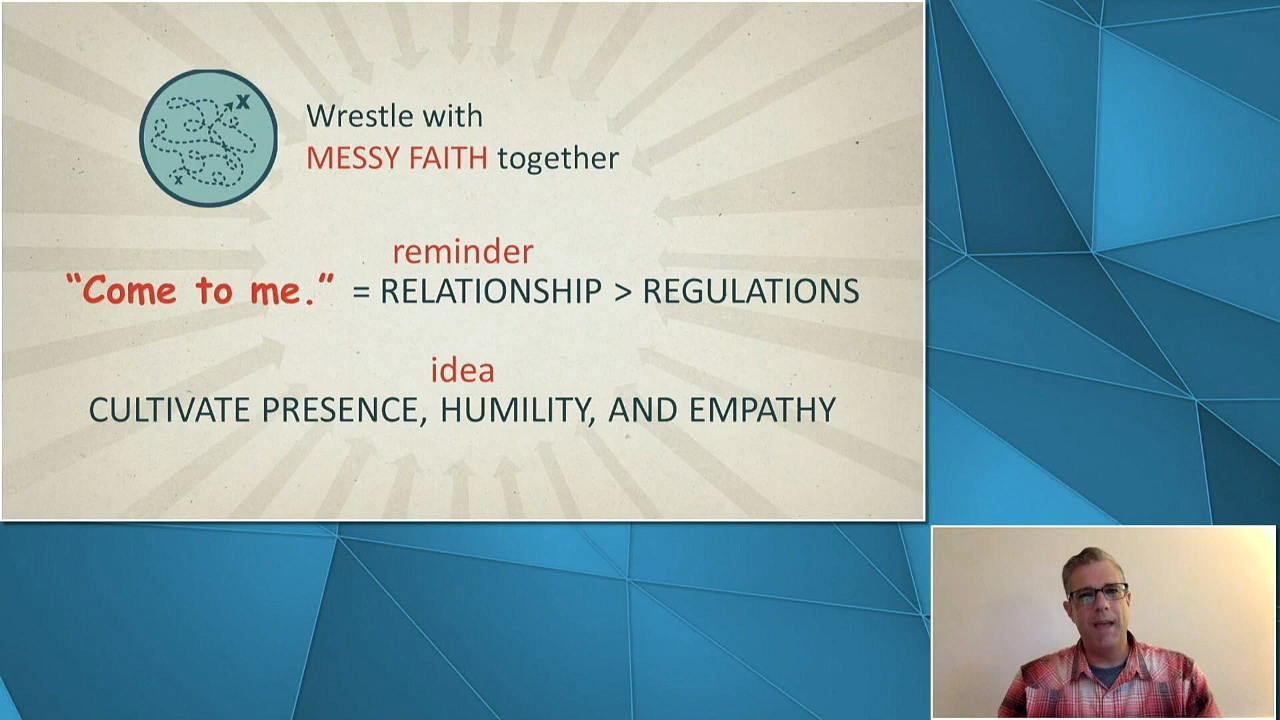 Wrestle with
MESSY FAITH together
reminder
“Come to me.” = RELATIONSHIP > REGULATIONS
idea
CULTIVATE PRESENCE, HUMILITY, AND EMPATHY